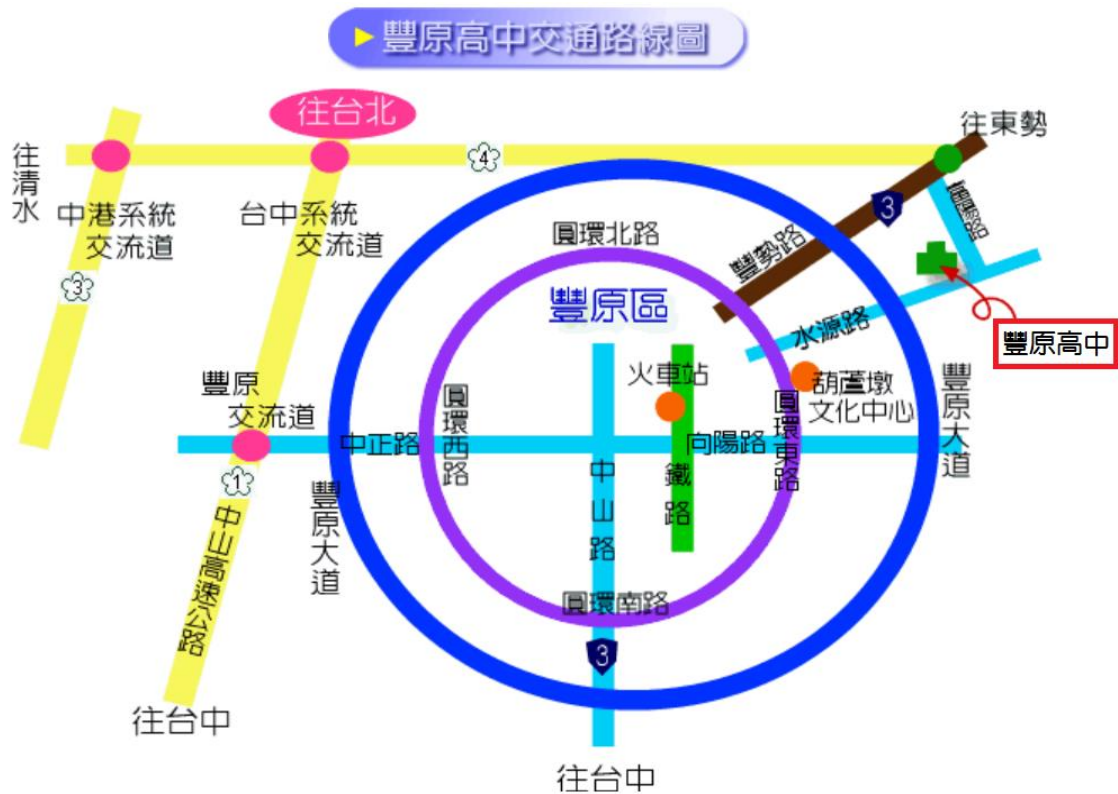 豐原高中交通路線圖
往台北
往東勢
往清水
4
中港系統
交流道
台中系統
交流道
3
3
圓環北路
豐勢路
豐原區
水源路
豐原高中
火車站
葫蘆墩
文化中心
豐原大道
豐原
交流道
中正路
圓環西路
向陽路
圓環東路
1
中山路
鐵路
豐原大道
中山高速公路
圓環南路
3
往台中
往台中